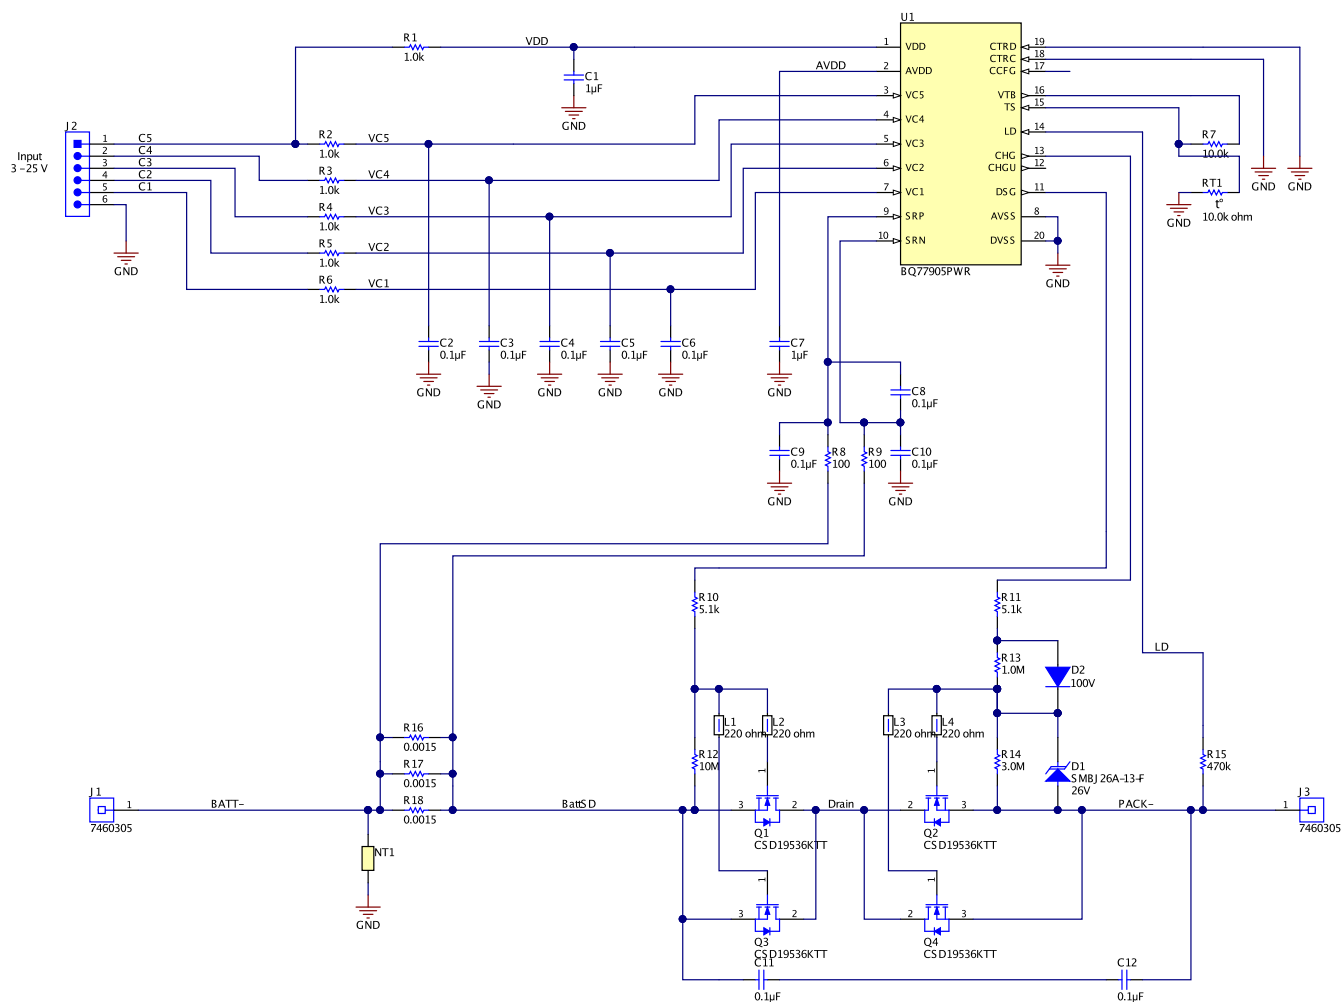 U1
R1
1.0k
VDD
C1
1µF
GND
AVDD
1 VDD
2 AVDD
3 VC5
4 VC4
5 VC3
6 VC2
7 VC1
9 SRP
10 SRN
CTRD 19
CTRC 18
CCFG 17
VTB 16
TS 15
LD 14
CHG 13
CHGU 12
DSG 11
AVSS 8
DVSS 20
BQ77905PWR
R7
10.0k
RT1
t°
10.0k ohm
GND
GND
GND
GND
J2
Input
3 -25 V
1 C5
2 C4
3 C3
4 C2
5 C1
6
GND
R2
1.0k
VC5
R3
1.0k
VC4
R4
1.0k
VC3
R5
1.0k
VC2
R6
1.0k
VC1
C2
0.1µF
GND
C3
0.1µF
GND
C4
0.1µF
GND
C5
0.1µF
GND
C6
0.1µF
GND
C7
1µF
GND
C8
0.1µF
C9
0.1µF
GND
R8
100
R9
100
C10
0.1µF
GND
R10
5.1k
R11
5.1k
R13
1.0M
D2
100V
LD
L1
220 ohm
L2
220 ohm
L3
220 ohm
L4
220 ohm
R12
10M
R14
3.0M
D1
SMBJ26A-13-F
26V
R15
470k
R16
0.0015
R17
0.0015
R18
0.0015
J1
1
7460305
BATT-
BattSD
Drain
PACK-
J3
1
7460305
NT1
GND
1
3 2
Q1
CSD19536KTT
1
2 3
Q2
CSD19536KTT
1
3 2
Q3
CSD19536KTT
1
2 3
Q4
CSD19536KTT
C11
0.1µF
C12
0.1µF